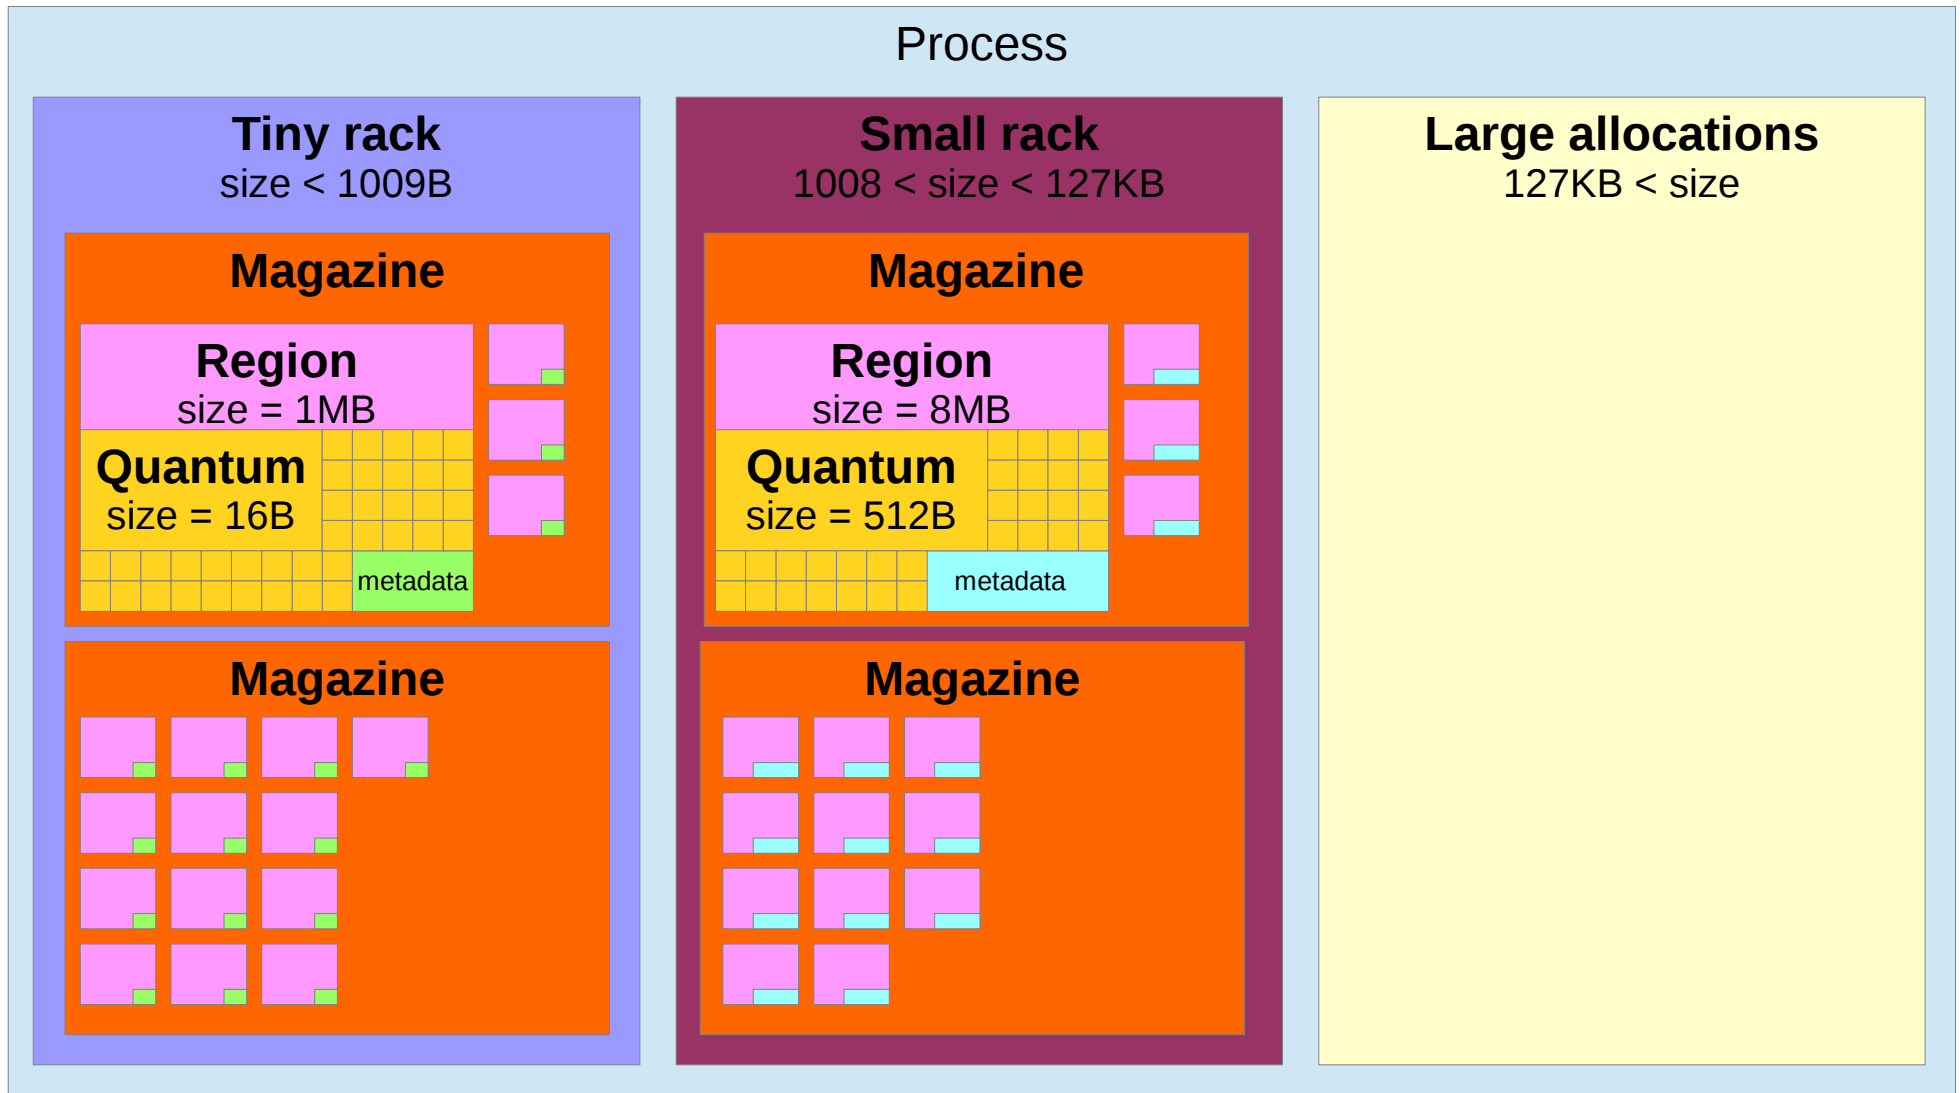 Process
Tiny rack
size < 1009B
Magazine
Region
size = 1MB
Quantum
size = 16B
metadata
Magazine
Small rack
1008 < size < 127KB
Magazine
Region
size = 8MB
Quantum
size = 512B
metadata
Magazine
Large allocations
127KB < size